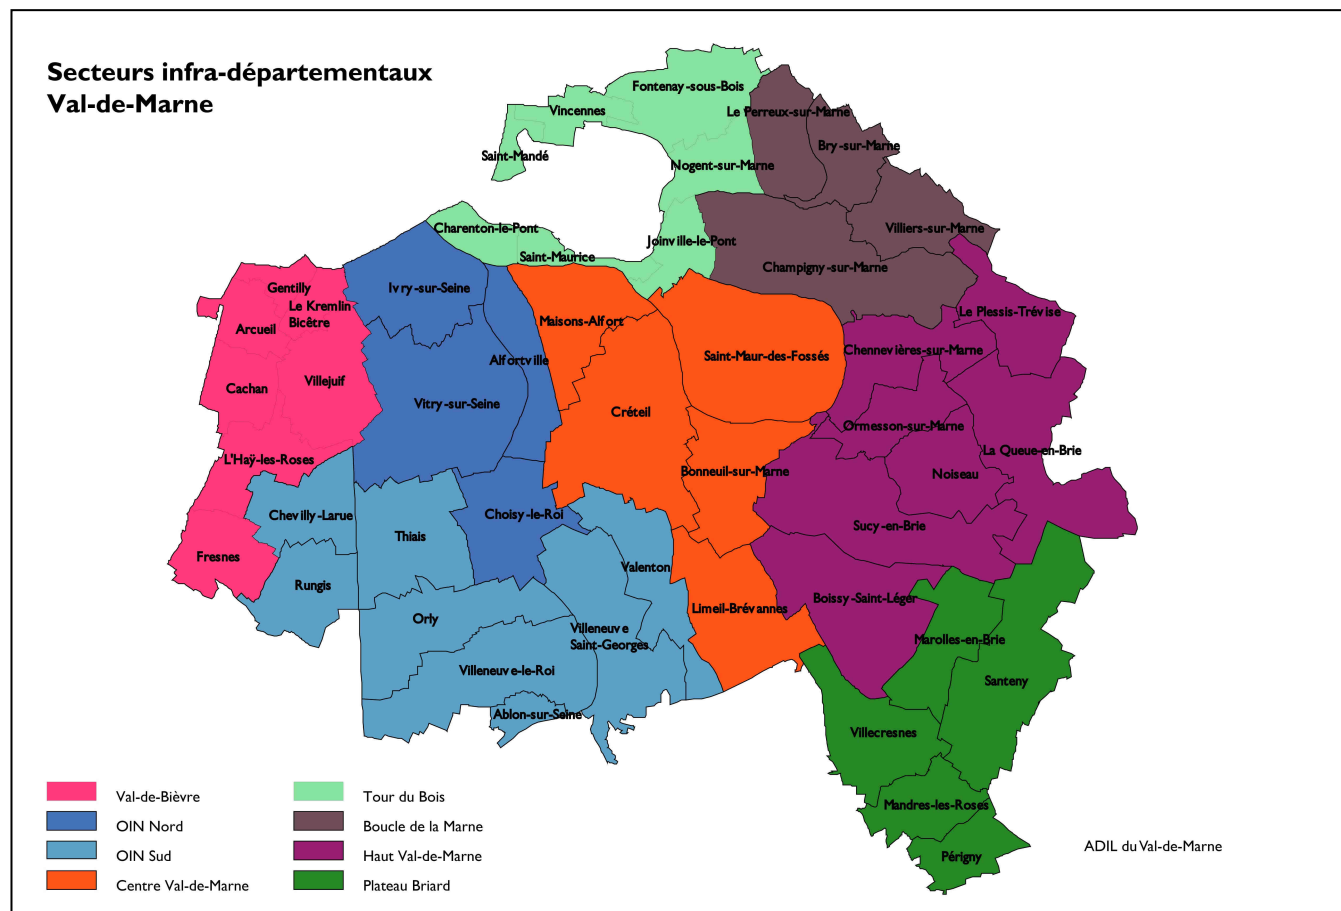 Secteurs infra-départementaux
Val-de-Marne
Fontenay-sous-Bois
Vincennes
Le Perreux-sur-Marne
Bry-sur-Marne
Saint-Mandé
Nogent-sur-Marne
Charenton-le-Pont
Villiers-sur-Marne
Joinville-le-Pont
Saint-Maurice
Champigny-sur-Marne
Gentilly
Ivry-sur-Seine
Le Kremlin
Bicêtre
Le Plessis-Trévise
Maisons-Alfort
Arcueil
Chennevières-sur-Marne
Saint-Maur-des-Fossés
Alfortville
Villejuif
Cachan
Vitry-sur-Seine
Créteil
Ormesson-sur-Marne
La Queue-en-Brie
L'Haÿ-les-Roses
Bonneuil-sur-Marne
Noiseau
Chevilly-Larue
Choisy-le-Roi
Sucy-en-Brie
Thiais
Fresnes
Valenton
Rungis
Boissy-Saint-Léger
Limeil-Brévannes
Orly
Villeneuve
Saint-Georges
Marolles-en-Brie
Villeneuve-le-Roi
Santeny
Ablon-sur-Seine
Villecresnes
Mandres-les-Roses
Périgny
Val-de-Bièvre
OIN Nord
OIN Sud
Centre Val-de-Marne
Tour du Bois
Boucle de la Marne
Haut Val-de-Marne
Plateau Briard
ADIL du Val-de-Marne